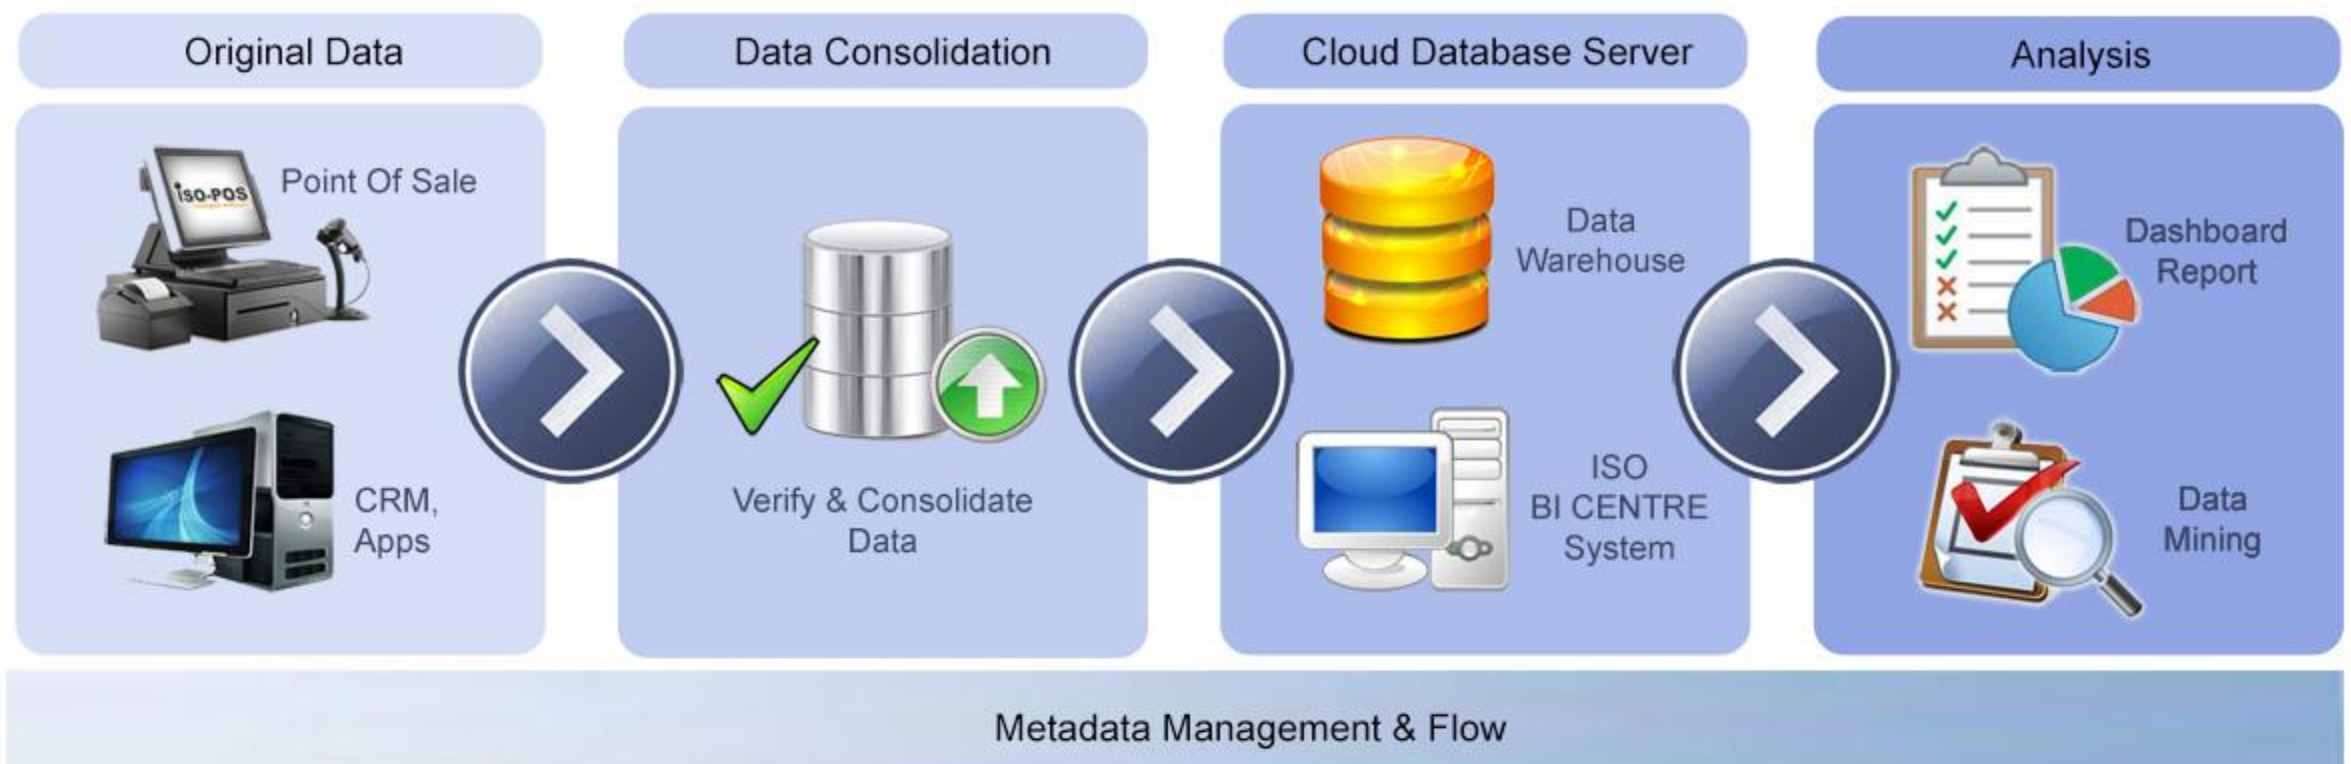 Original Data
Data Consolidation
Cloud Database Server
Analysis
iSO-POS
Point Of Sale
CRM,
Apps
Verify & Consolidate
Data
Data
Warehouse
ISO
BI CENTRE
System
Dashboard
Report
Data
Mining
Metadata Management & Flow